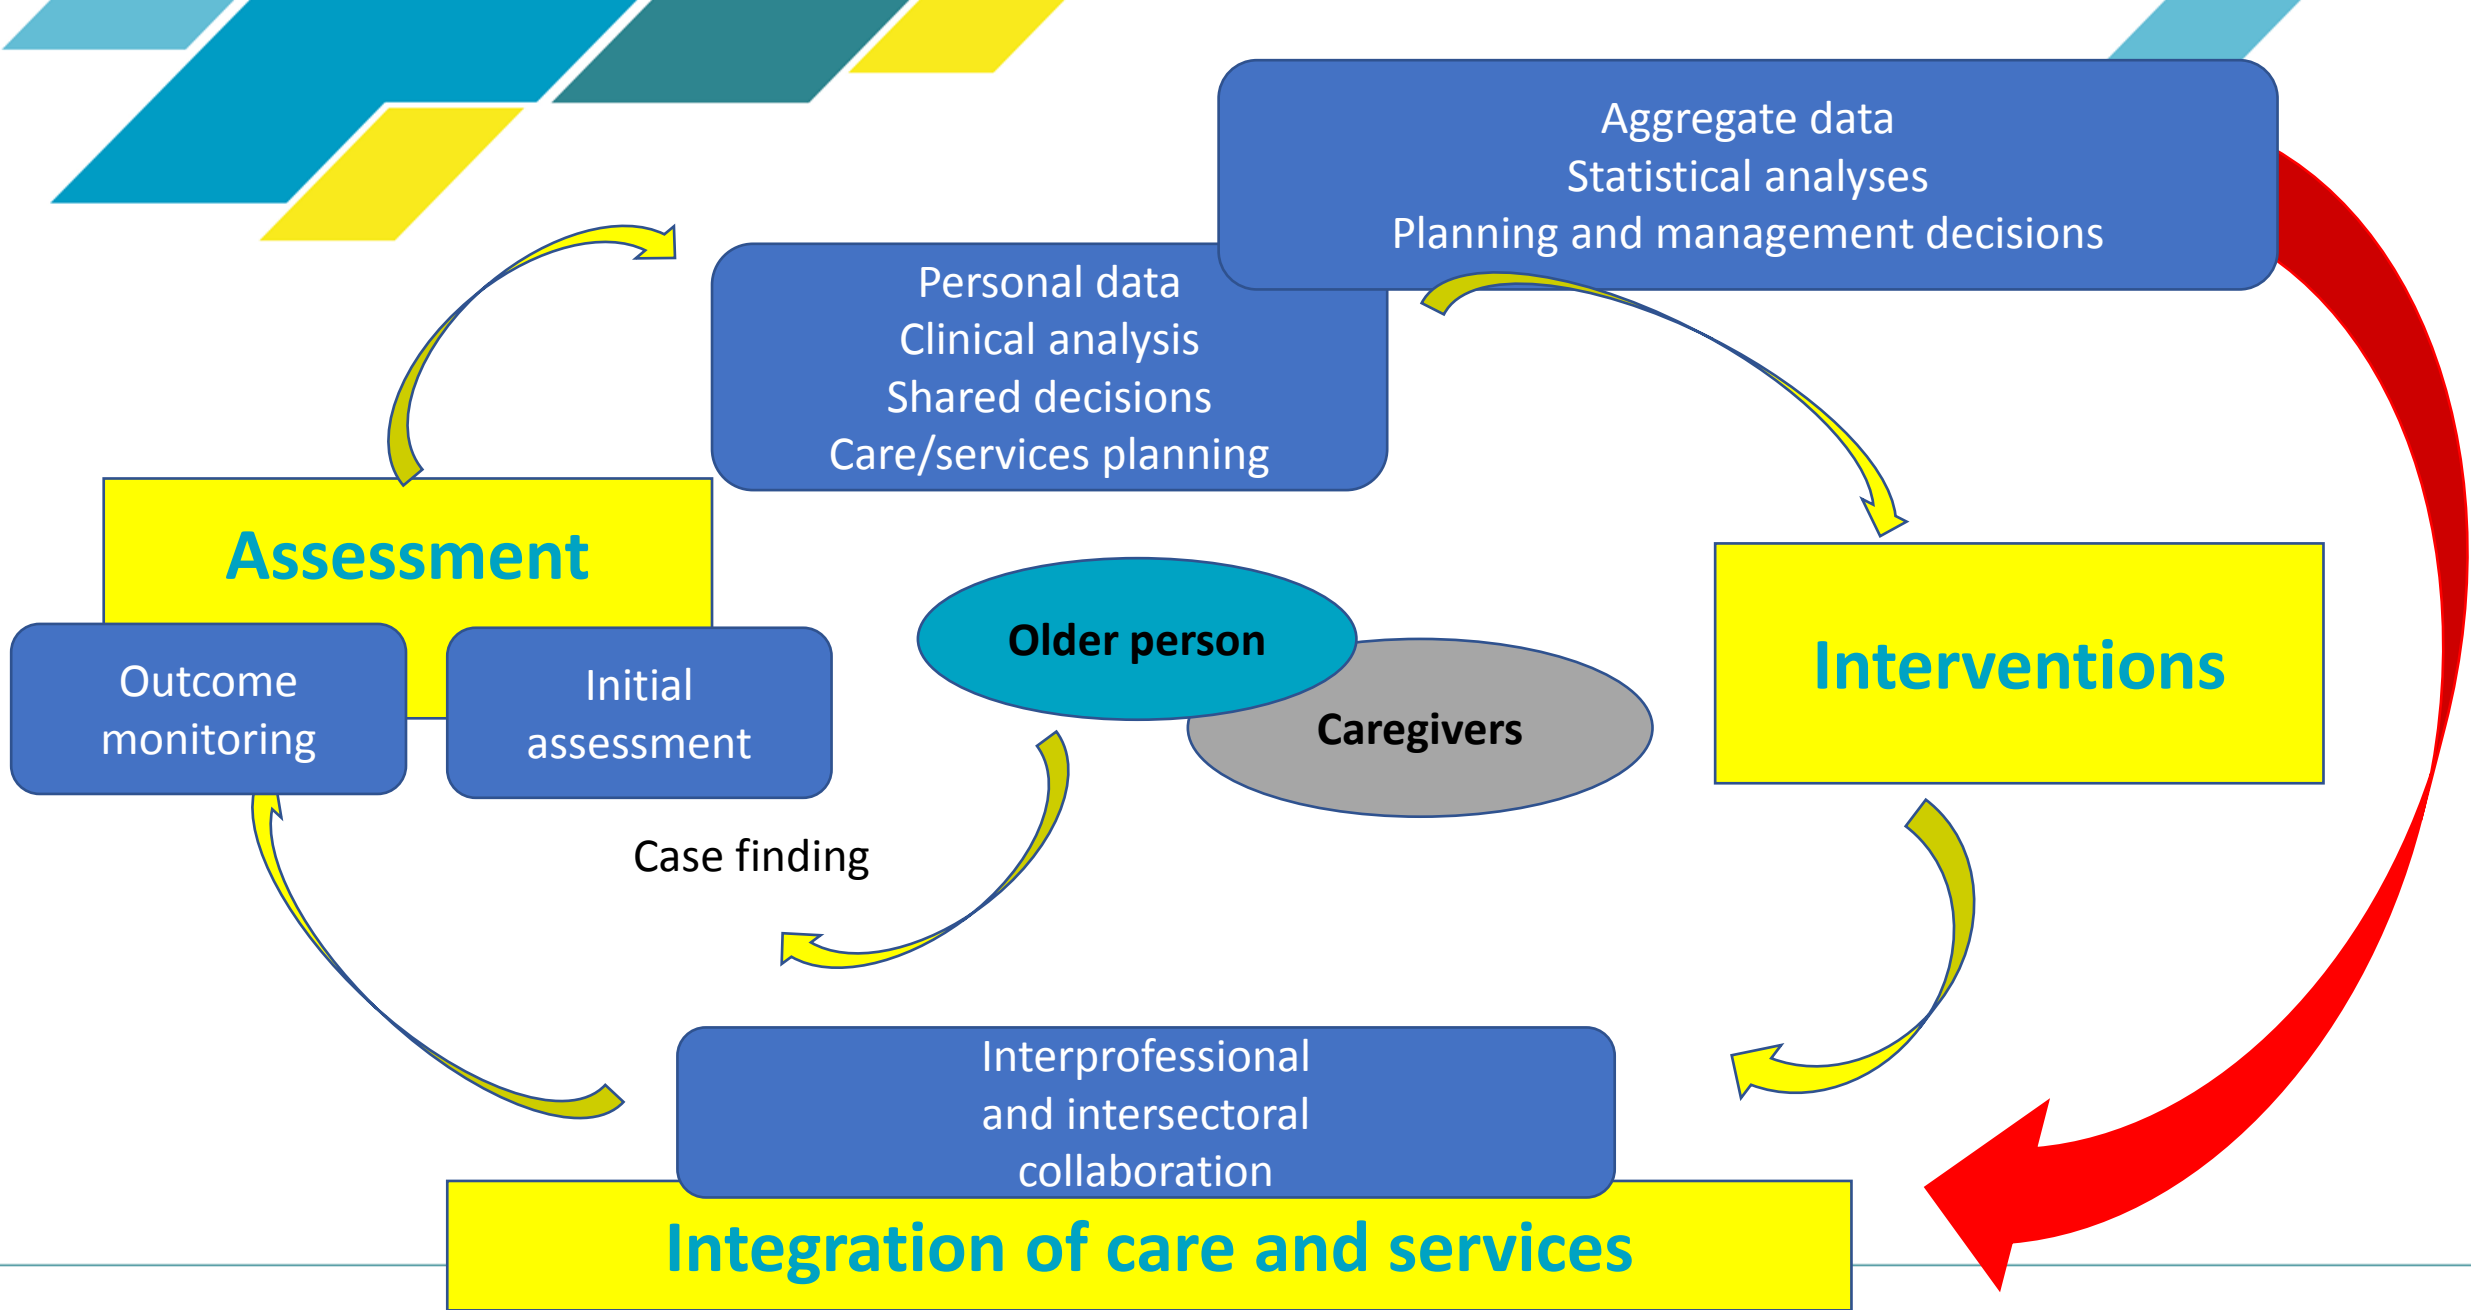 Aggregate data
Statistical analyses
Planning and management decisions
Personal data
Clinical analysis
Shared decisions
Care/services planning
Assessment
Outcome
monitoring
Initial
assessment
Older person
Caregivers
Interventions
Case finding
Interprofessional
and intersectoral
collaboration
Integration of care and services